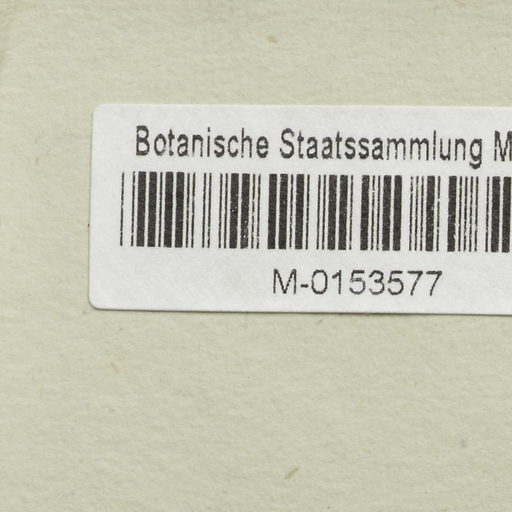 Botanische Staatssammlung M
M-0153577